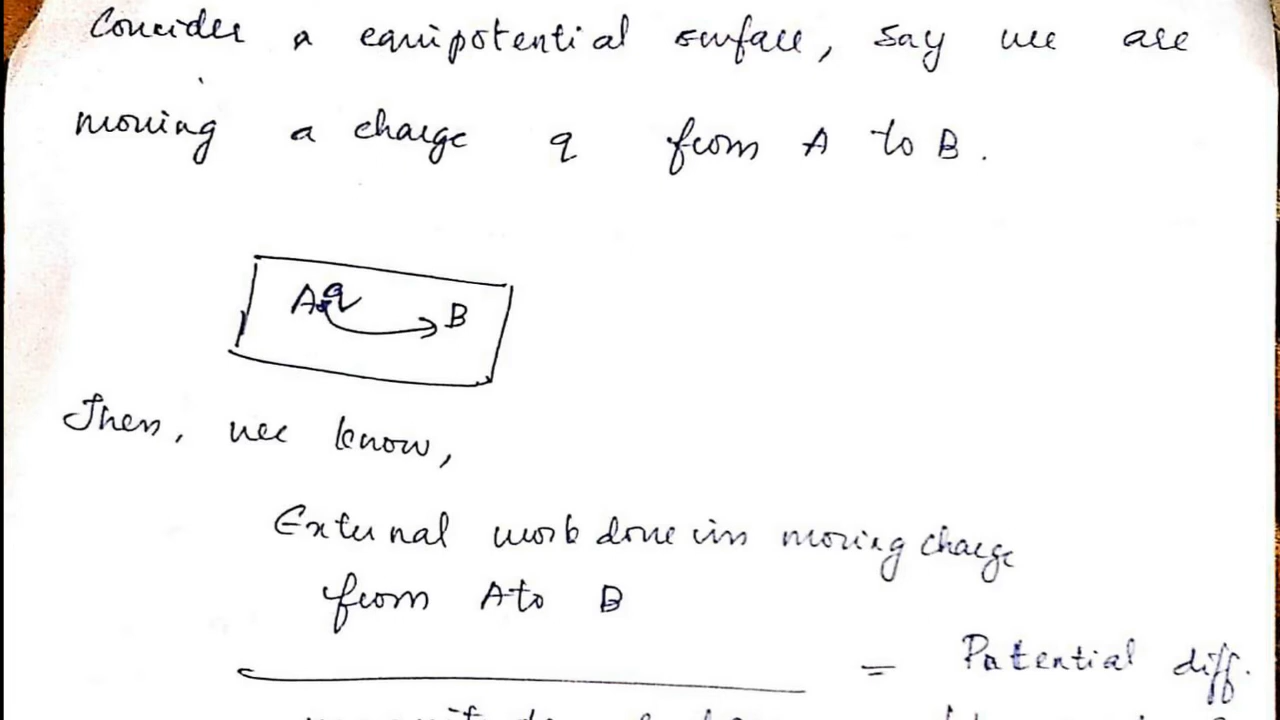 Consider a equipotential surface, say we are
moving a charge q from A to B.
A q B
Then, we know,
External work done in moving charge
from A to B
= Potential diff.